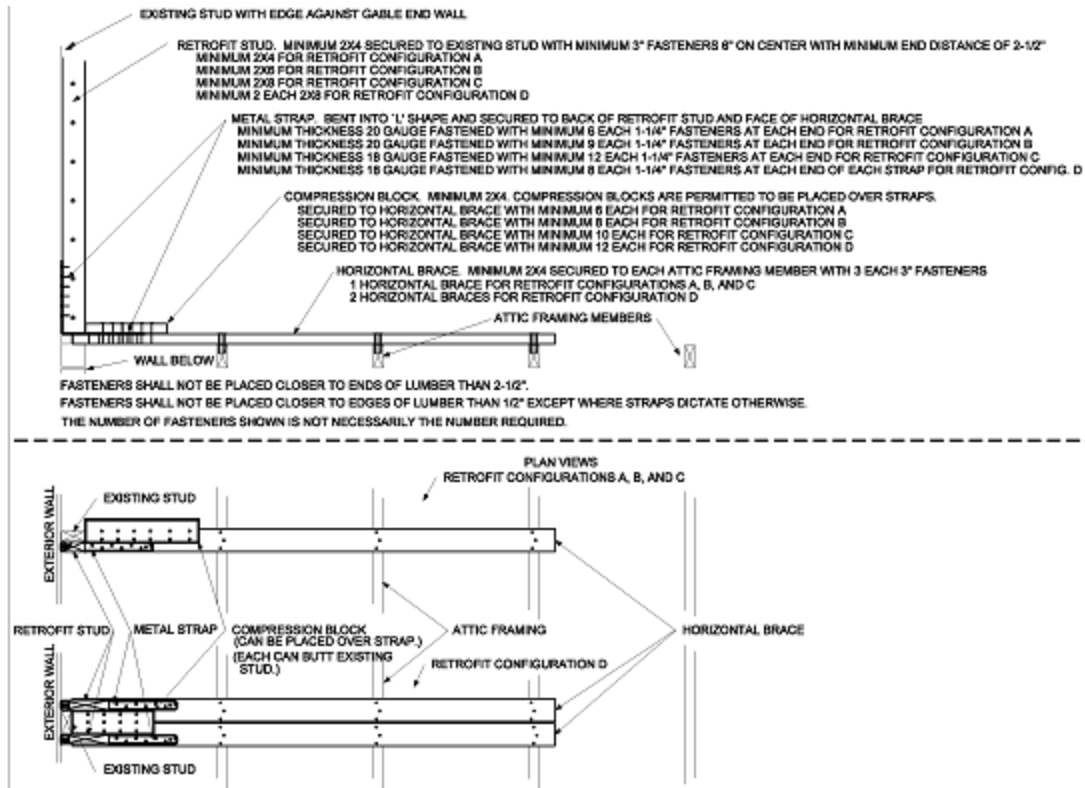 EXISTING STUD WITH EDGE AGAINST GABLE END WALL
RETROFIT STUD. MINIMUM 2X4 SECURED TO EXISTING STUD WITH MINIMUM 3" FASTENERS 6" ON CENTER WITH MINIMUM END DISTANCE OF 2-1/2"
MINIMUM 2X4 FOR RETROFIT CONFIGURATION A
MINIMUM 2X6 FOR RETROFIT CONFIGURATION B
MINIMUM 2X8 FOR RETROFIT CONFIGURATION C
MINIMUM 2 EACH 2X8 FOR RETROFIT CONFIGURATION D
METAL STRAP. BENT INTO 'L' SHAPE AND SECURED TO BACK OF RETROFIT STUD AND FACE OF HORIZONTAL BRACE
MINIMUM THICKNESS 20 GAUGE FASTENED WITH MINIMUM 6 EACH 1-1/4" FASTENERS AT EACH END FOR RETROFIT CONFIGURATION A
MINIMUM THICKNESS 20 GAUGE FASTENED WITH MINIMUM 9 EACH 1-1/4" FASTENERS AT EACH END FOR RETROFIT CONFIGURATION B
MINIMUM THICKNESS 18 GAUGE FASTENED WITH MINIMUM 12 EACH 1-1/4" FASTENERS AT EACH END FOR RETROFIT CONFIGURATION C
MINIMUM THICKNESS 18 GAUGE FASTENED WITH MINIMUM 8 EACH 1-1/4" FASTENERS AT EACH END OF EACH STRAP FOR RETROFIT CONFIG. D
COMPRESSION BLOCK. MINIMUM 2X4. COMPRESSION BLOCKS ARE PERMITTED TO BE PLACED OVER STRAPS.
SECURED TO HORIZONTAL BRACE WITH MINIMUM 6 EACH FOR RETROFIT CONFIGURATION A
SECURED TO HORIZONTAL BRACE WITH MINIMUM 8 EACH FOR RETROFIT CONFIGURATION B
SECURED TO HORIZONTAL BRACE WITH MINIMUM 10 EACH FOR RETROFIT CONFIGURATION C
SECURED TO HORIZONTAL BRACE WITH MINIMUM 12 EACH FOR RETROFIT CONFIGURATION D
HORIZONTAL BRACE. MINIMUM 2X4 SECURED TO EACH ATTIC FRAMING MEMBER WITH 3 EACH 3" FASTENERS
1 HORIZONTAL BRACE FOR RETROFIT CONFIGURATIONS A, B, AND C
2 HORIZONTAL BRACES FOR RETROFIT CONFIGURATION D
ATTIC FRAMING MEMBERS
WALL BELOW
FASTENERS SHALL NOT BE PLACED CLOSER TO ENDS OF LUMBER THAN 2-1/2".
FASTENERS SHALL NOT BE PLACED CLOSER TO EDGES OF LUMBER THAN 1/2" EXCEPT WHERE STRAPS DICTATE OTHERWISE.
THE NUMBER OF FASTENERS SHOWN IS NOT NECESSARILY THE NUMBER REQUIRED.
PLAN VIEWS
RETROFIT CONFIGURATIONS A, B, AND C
EXTERIOR WALL
EXISTING STUD
RETROFIT STUD
METAL STRAP
COMPRESSION BLOCK
(CAN BE PLACED OVER STRAP.)
(EACH CAN BUTT EXISTING
STUD.)
ATTIC FRAMING
HORIZONTAL BRACE
RETROFIT CONFIGURATION D
EXTERIOR WALL
EXISTING STUD